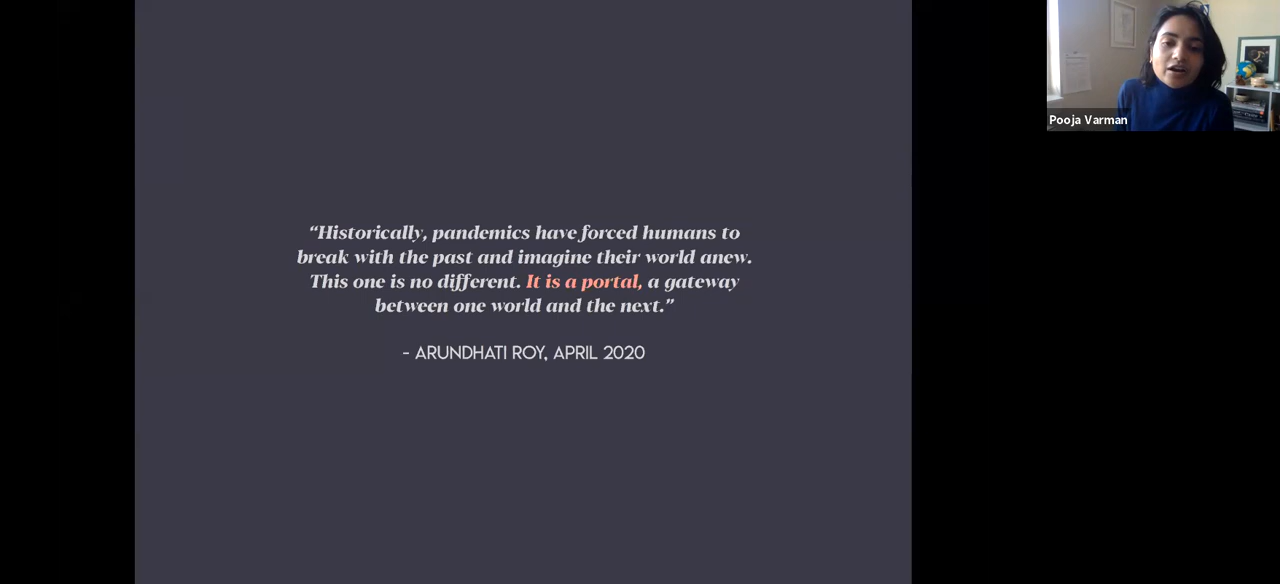 “Historically, pandemics have forced humans to
break with the past and imagine their world anew.
This one is no different. It is a portal, a gateway
between one world and the next.”
- ARUNDHATI ROY, APRIL 2020
Pooja Varman